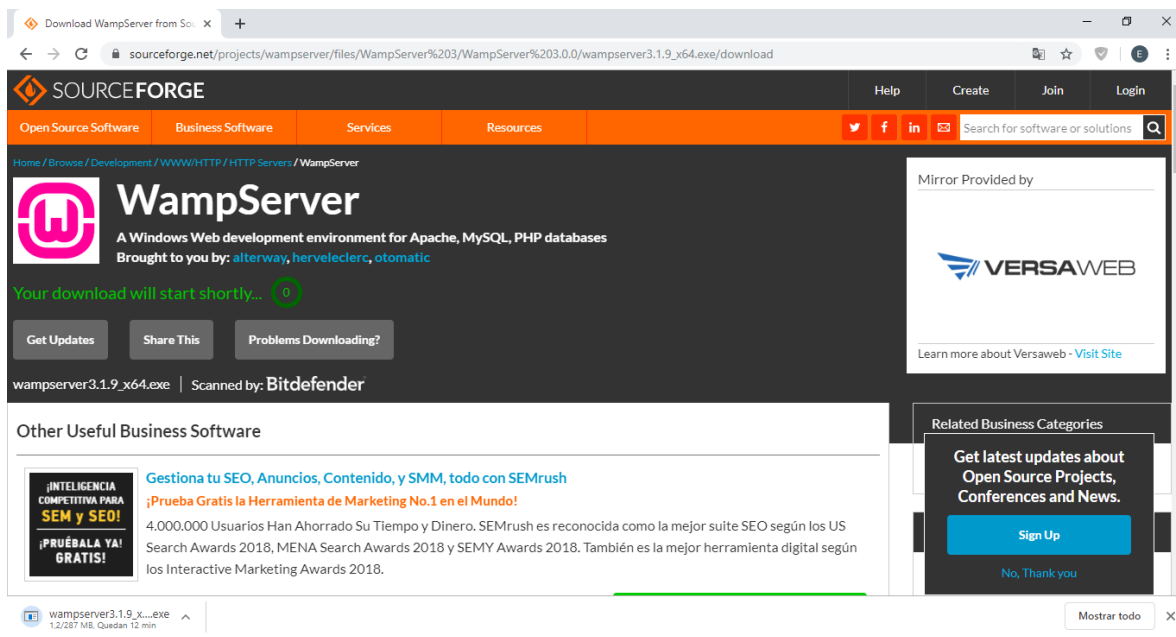 Download WampServer from Sou
sourceforge.net/projects/wampserver/files/WampServer%203/WampServer%203.0.0/wampserver3.1.9_x64.exe/download
E
SOURCEFORGE
Help Create Join Login
Open Source Software Business Software Services Resources
f in Search for software or solutions
Home / Browse / Development / WWW/HTTP / HTTP Servers / WampServer
WampServer
A Windows Web development environment for Apache, MySQL, PHP databases
Brought to you by: alterway, herveleclerc, otomatic
Your download will start shortly... 0
Get Updates Share This Problems Downloading?
wampserver3.1.9_x64.exe | Scanned by: Bitdefender
Mirror Provided by
VERSAWEB
Learn more about Versaweb - Visit Site
Other Useful Business Software
¡INTELIGENCIA
COMPETITIVA PARA
SEM y SEO!
¡PRUÉBALA YA!
GRATIS!
Gestiona tu SEO, Anuncios, Contenido, y SMM, todo con SEMrush
¡Prueba Gratis la Herramienta de Marketing No.1 en el Mundo!
4.000.000 Usuarios Han Ahorrado Su Tiempo y Dinero. SEMrush es reconocida como la mejor suite SEO según los US
Search Awards 2018, MENA Search Awards 2018 y SEMY Awards 2018. También es la mejor herramienta digital según
los Interactive Marketing Awards 2018.
Related Business Categories
Get latest updates about
Open Source Projects,
Conferences and News.
Sign Up
No, Thank you
wampserver3.1.9_x....exe
1,2/287 MB, Quedan 12 min
Mostrar todo